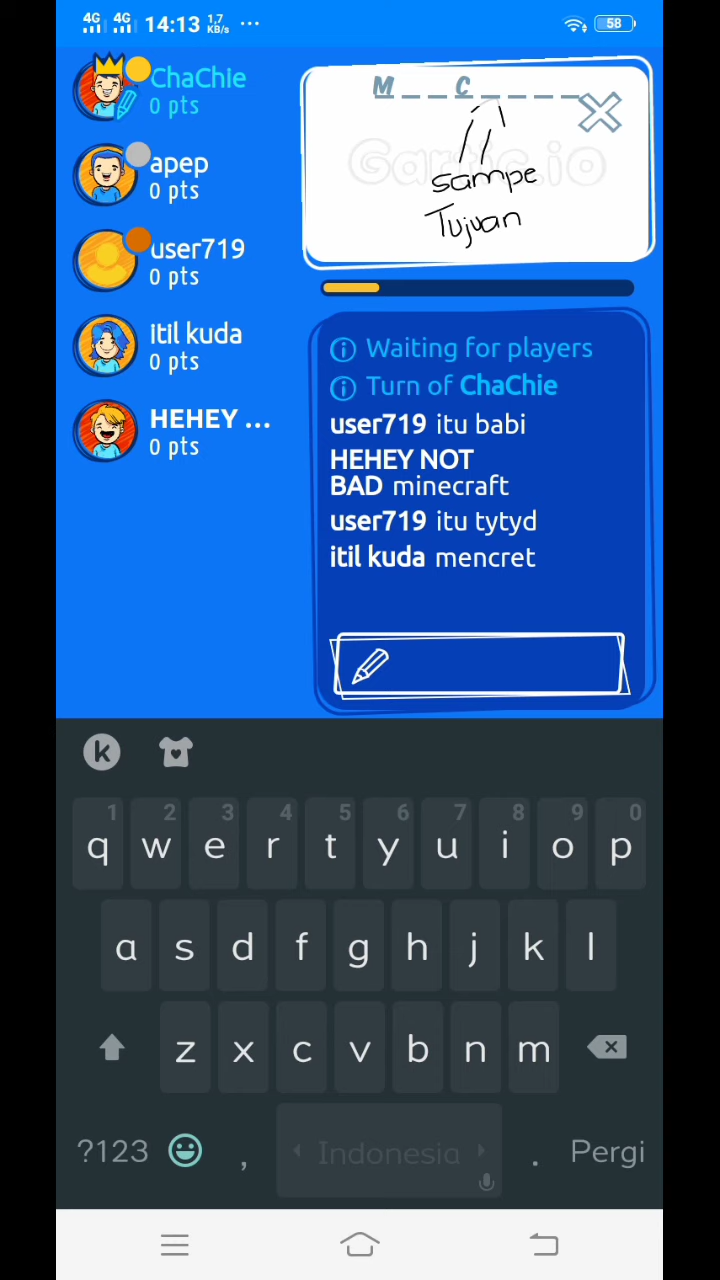 4G 4G 14:13 1,7 KB/s ... 58
ChaChie
0 pts
apep
0 pts
user719
0 pts
itil kuda
0 pts
HEHEY ...
0 pts
M _ _ C _ _ _ _ _
Gartic.io
sampe
Tujuan
Waiting for players
Turn of ChaChie
user719 itu babi
HEHEY NOT
BAD minecraft
user719 itu tytyd
itil kuda mencret
k
1 2 3 4 5 6 7 8 9 0
q w e r t y u i o p
a s d f g h j k l
z x c v b n m
?123 , Indonesia . Pergi